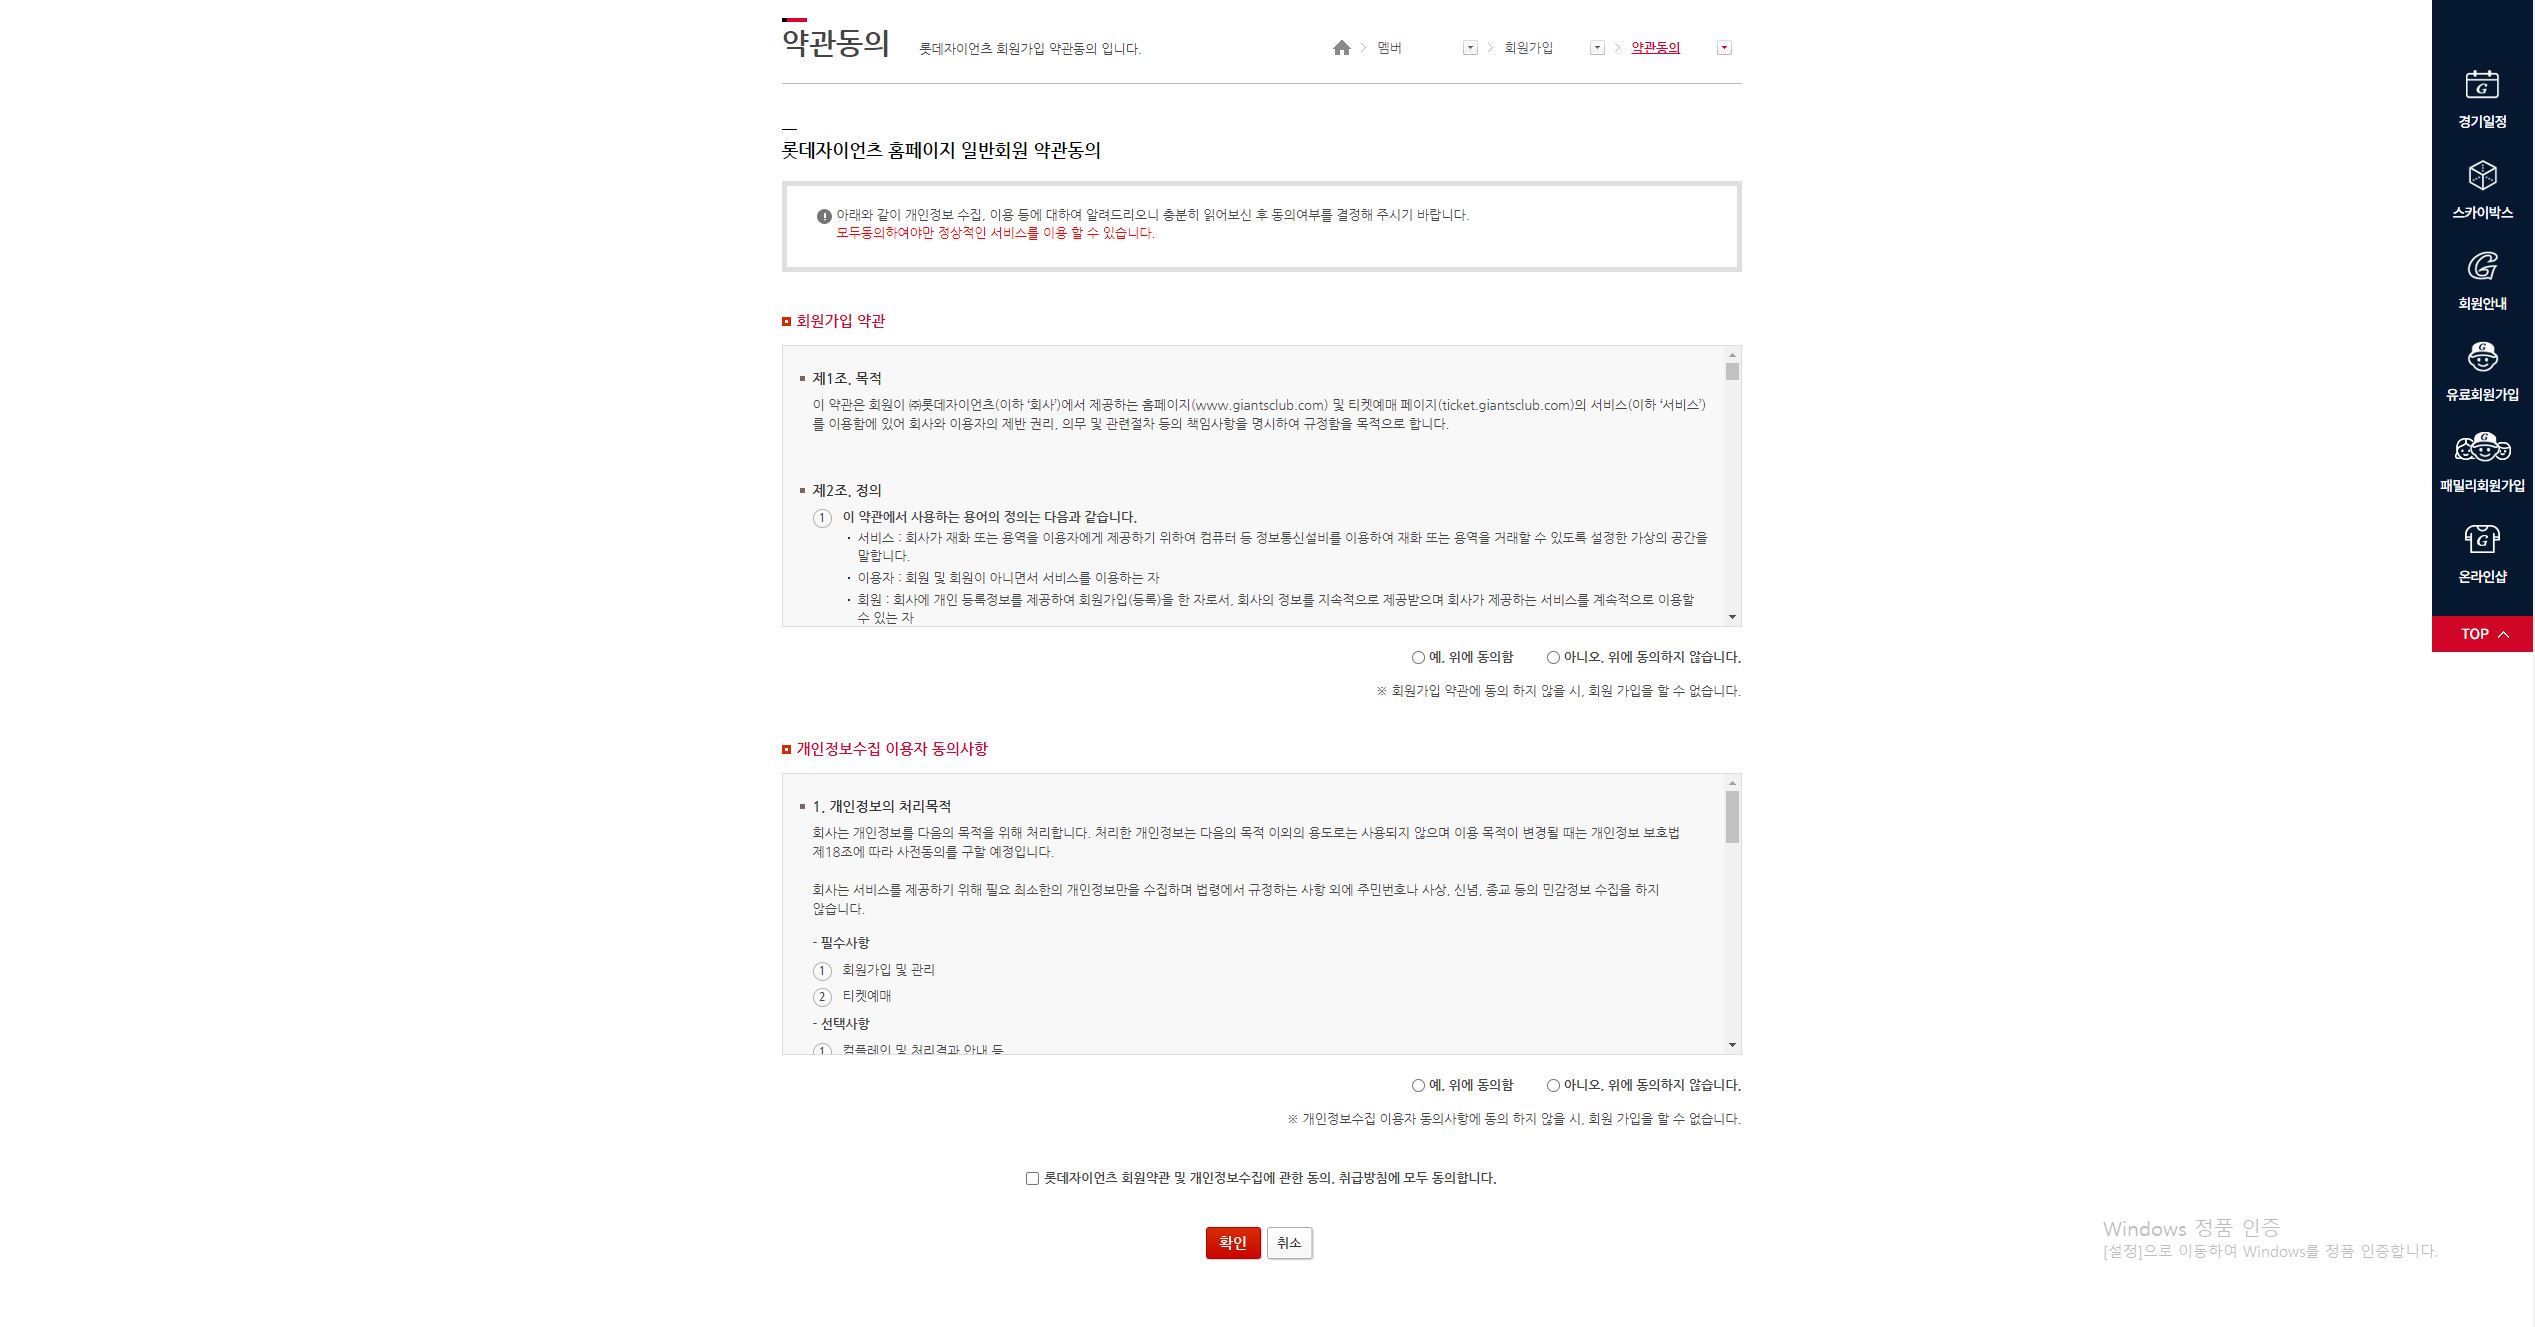 약관동의
롯데자이언츠 회원가입 약관동의 입니다.
멤버
회원가입
약관동의
롯데자이언츠 홈페이지 일반회원 약관동의
아래와 같이 개인정보 수집, 이용 등에 대하여 알려드리오니 충분히 읽어보신 후 동의여부를 결정해 주시기 바랍니다.
모두동의하여야만 정상적인 서비스를 이용 할 수 있습니다.
회원가입 약관
제1조. 목적
이 약관은 회원이 ㈜롯데자이언츠(이하 ‘회사’)에서 제공하는 홈페이지(www.giantsclub.com) 및 티켓예매 페이지(ticket.giantsclub.com)의 서비스(이하 ‘서비스’)
를 이용함에 있어 회사와 이용자의 제반 권리, 의무 및 관련절차 등의 책임사항을 명시하여 규정함을 목적으로 합니다.
제2조. 정의
1 이 약관에서 사용하는 용어의 정의는 다음과 같습니다.
· 서비스 : 회사가 재화 또는 용역을 이용자에게 제공하기 위하여 컴퓨터 등 정보통신설비를 이용하여 재화 또는 용역을 거래할 수 있도록 설정한 가상의 공간을
말합니다.
· 이용자 : 회원 및 회원이 아니면서 서비스를 이용하는 자
· 회원 : 회사에 개인 등록정보를 제공하여 회원가입(등록)을 한 자로서, 회사의 정보를 지속적으로 제공받으며 회사가 제공하는 서비스를 계속적으로 이용할
수 있는 자
예, 위에 동의함
아니오, 위에 동의하지 않습니다.
※ 회원가입 약관에 동의 하지 않을 시, 회원 가입을 할 수 없습니다.
개인정보수집 이용자 동의사항
1. 개인정보의 처리목적
회사는 개인정보를 다음의 목적을 위해 처리합니다. 처리한 개인정보는 다음의 목적 이외의 용도로는 사용되지 않으며 이용 목적이 변경될 때는 개인정보 보호법
제18조에 따라 사전동의를 구할 예정입니다.
회사는 서비스를 제공하기 위해 필요 최소한의 개인정보만을 수집하며 법령에서 규정하는 사항 외에 주민번호나 사상, 신념, 종교 등의 민감정보 수집을 하지
않습니다.
- 필수사항
1 회원가입 및 관리
2 티켓예매
- 선택사항
1 컴플레인 및 처리결과 안내 등
예, 위에 동의함
아니오, 위에 동의하지 않습니다.
※ 개인정보수집 이용자 동의사항에 동의 하지 않을 시, 회원 가입을 할 수 없습니다.
롯데자이언츠 회원약관 및 개인정보수집에 관한 동의, 취급방침에 모두 동의합니다.
확인
취소
경기일정
스카이박스
회원안내
유료회원가입
패밀리회원가입
온라인샵
TOP
Windows 정품 인증
[설정]으로 이동하여 Windows를 정품 인증합니다.